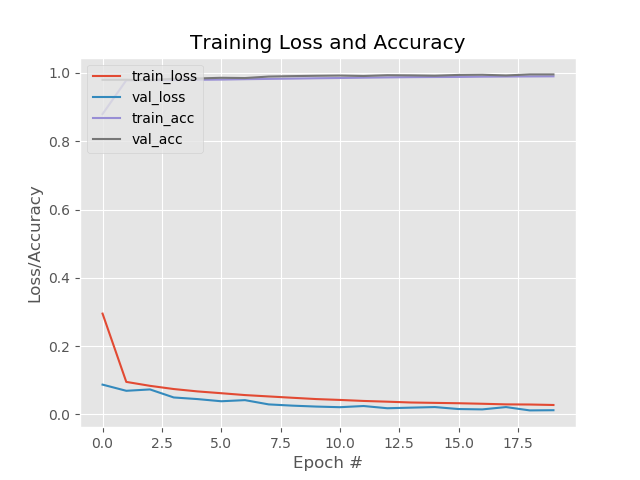 Training Loss and Accuracy
train_loss
val_loss
train_acc
val_acc
Loss/Accuracy
1.0
0.8
0.6
0.4
0.2
0.0
0.0 2.5 5.0 7.5 10.0 12.5 15.0 17.5
Epoch #